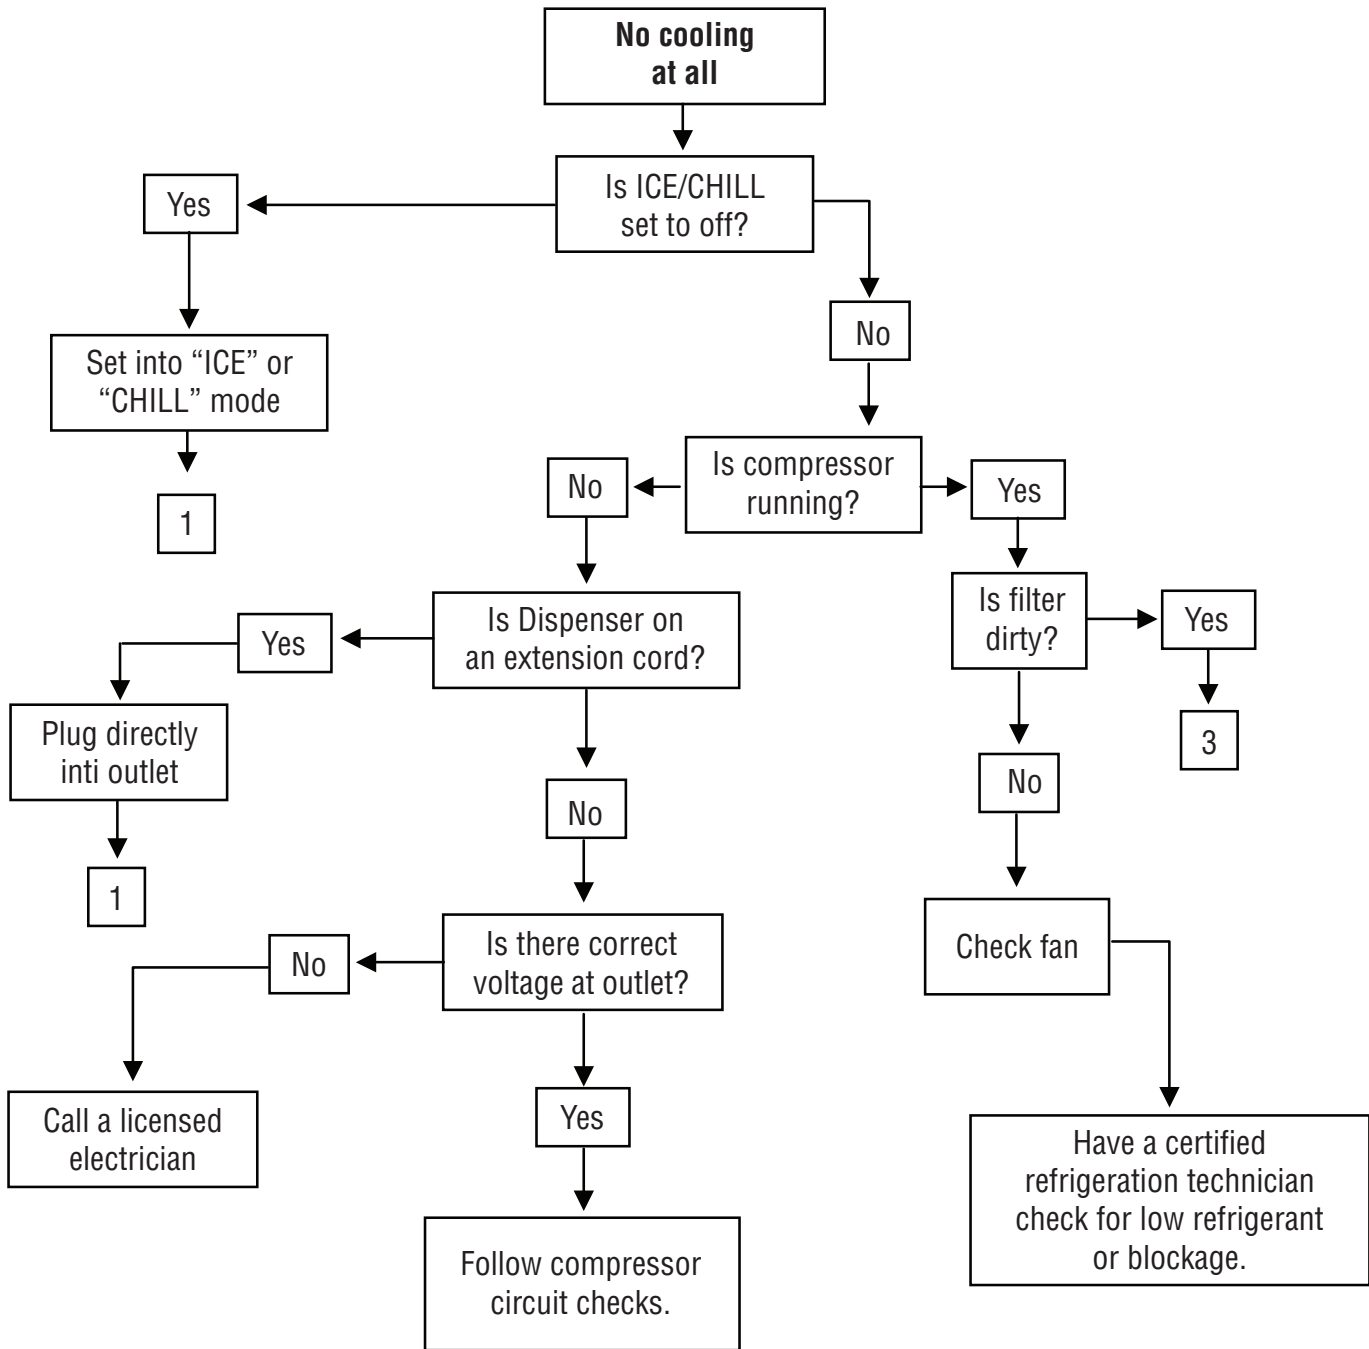 No cooling
at all
Is ICE/CHILL
set to off?
Yes
No
Set into “ICE” or
“CHILL” mode
1
Is compressor
running?
No
Yes
Is Dispenser on
an extension cord?
Is filter
dirty?
Yes
Yes
Plug directly
inti outlet
3
No
No
1
Is there correct
voltage at outlet?
Check fan
No
Call a licensed
electrician
Yes
Have a certified
refrigeration technician
check for low refrigerant
or blockage.
Follow compressor
circuit checks.